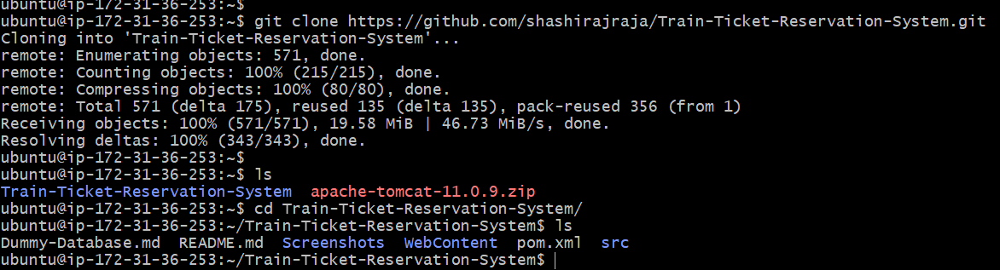 ubuntu@ip-172-31-36-253:~$
ubuntu@ip-172-31-36-253:~$ git clone https://github.com/shashirajraja/Train-Ticket-Reservation-System.git
Cloning into 'Train-Ticket-Reservation-System'...
remote: Enumerating objects: 571, done.
remote: Counting objects: 100% (215/215), done.
remote: Compressing objects: 100% (80/80), done.
remote: Total 571 (delta 175), reused 135 (delta 135), pack-reused 356 (from 1)
Receiving objects: 100% (571/571), 19.58 MiB | 46.73 MiB/s, done.
Resolving deltas: 100% (343/343), done.
ubuntu@ip-172-31-36-253:~$
ubuntu@ip-172-31-36-253:~$ ls
Train-Ticket-Reservation-System  apache-tomcat-11.0.9.zip
ubuntu@ip-172-31-36-253:~$ cd Train-Ticket-Reservation-System/
ubuntu@ip-172-31-36-253:~/Train-Ticket-Reservation-System$ ls
Dummy-Database.md  README.md  Screenshots  WebContent  pom.xml  src
ubuntu@ip-172-31-36-253:~/Train-Ticket-Reservation-System$